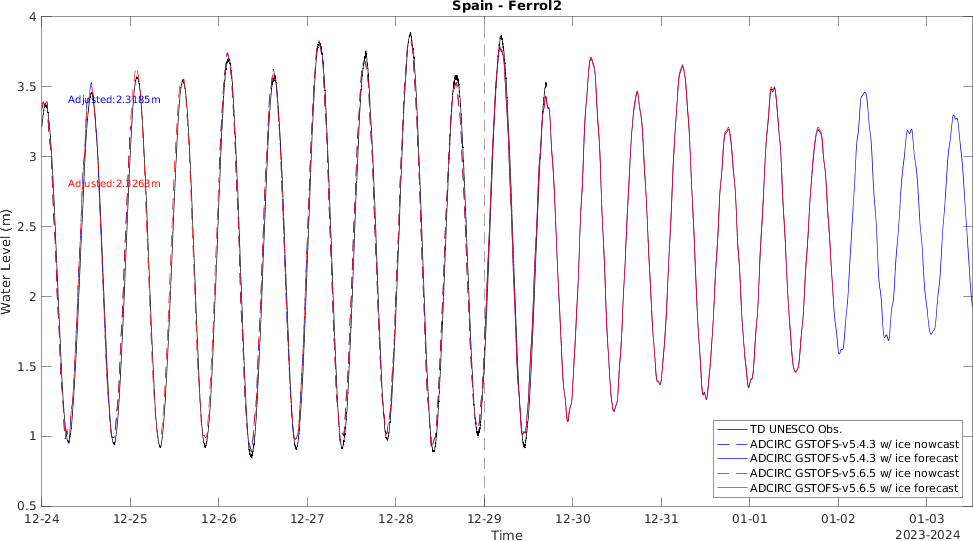 Spain - Ferrol2
4
3.5
3
2.5
2
1.5
1
0.5
Water Level (m)
Adjusted:2.3185m
Adjusted:2.3263m
TD UNESCO Obs.
ADCIRC GSTOFS-v5.4.3 w/ ice nowcast
ADCIRC GSTOFS-v5.4.3 w/ ice forecast
ADCIRC GSTOFS-v5.6.5 w/ ice nowcast
ADCIRC GSTOFS-v5.6.5 w/ ice forecast
12-24 12-25 12-26 12-27 12-28 12-29 12-30 12-31 01-01 01-02 01-03
Time
2023-2024